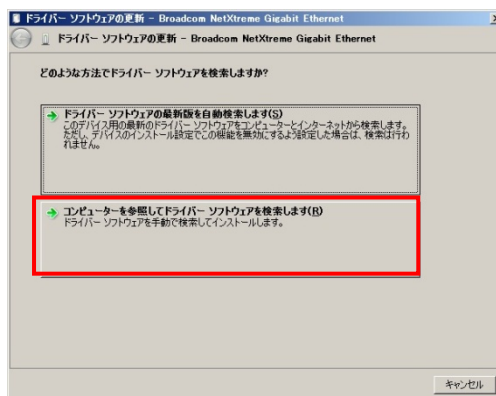 ドライバー ソフトウェアの更新 - Broadcom NetXtreme Gigabit Ethernet
ドライバー ソフトウェアの更新 - Broadcom NetXtreme Gigabit Ethernet
どのような方法でドライバー ソフトウェアを検索しますか?
ドライバー ソフトウェアの最新版を自動検索します(S)
このデバイス用の最新のドライバー ソフトウェアをコンピューターとインターネットから検索します。
ただし、デバイスのインストール設定でこの機能を無効にするよう設定した場合は、検索は行わ
れません。
コンピューターを参照してドライバー ソフトウェアを検索します(R)
ドライバー ソフトウェアを手動で検索してインストールします。
キャンセル